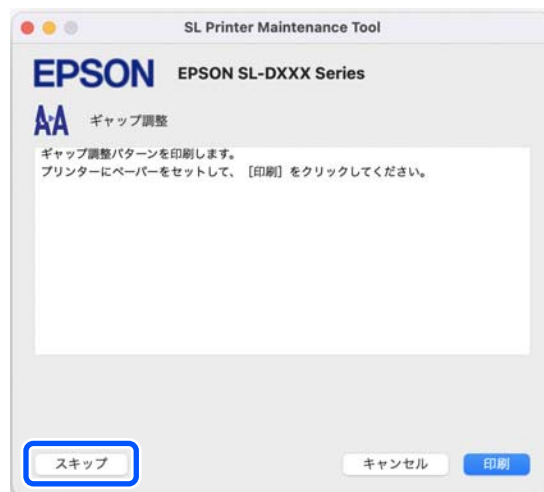 SL Printer Maintenance Tool
EPSON EPSON SL-DXXX Series
ギャップ調整
ギャップ調整パターンを印刷します。
プリンターにペーパーをセットして、［印刷］をクリックしてください。
スキップ キャンセル 印刷